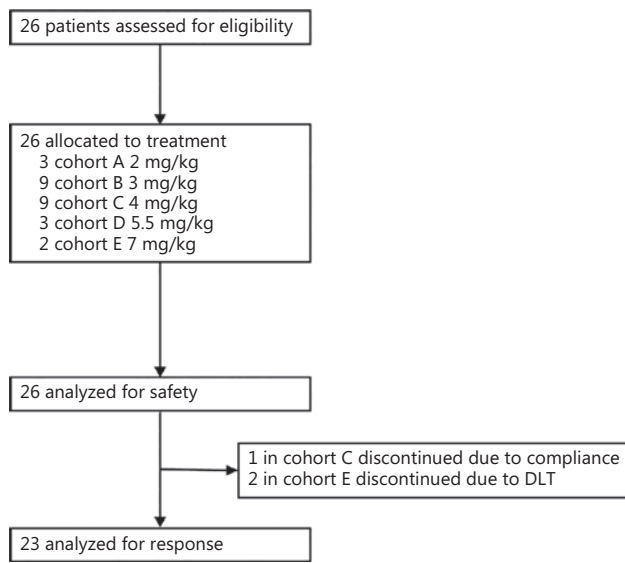 26 patients assessed for eligibility
26 allocated to treatment
3 cohort A 2 mg/kg
9 cohort B 3 mg/kg
9 cohort C 4 mg/kg
3 cohort D 5.5 mg/kg
2 cohort E 7 mg/kg
26 analyzed for safety
1 in cohort C discontinued due to compliance
2 in cohort E discontinued due to DLT
23 analyzed for response